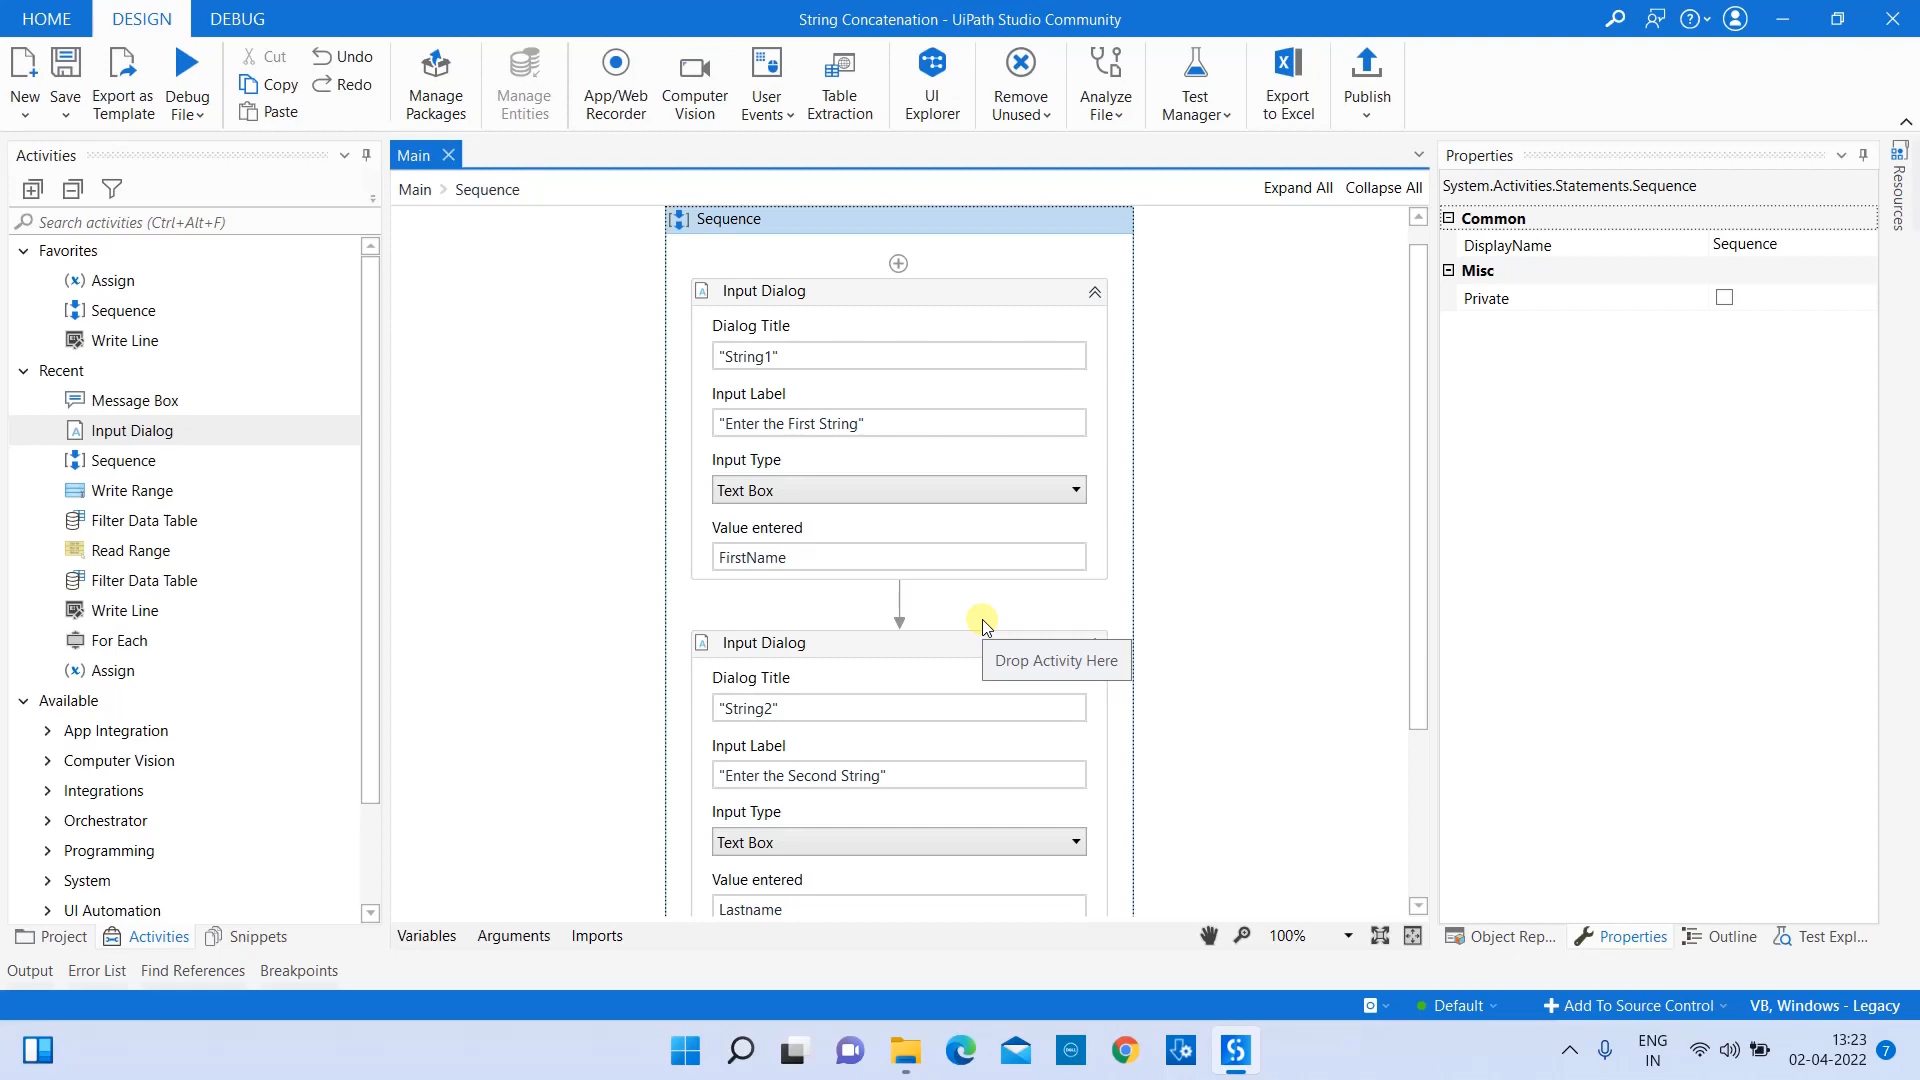 HOME DESIGN DEBUG String Concatenation - UiPath Studio Community
New Save Export as Template Debug File Cut Copy Paste Undo Redo Manage Packages Manage Entities App/Web Recorder Computer Vision User Events Table Extraction UI Explorer Remove Unused Analyze File Test Manager Export to Excel Publish
Activities
Search activities (Ctrl+Alt+F)
Favorites
Assign
Sequence
Write Line
Recent
Message Box
Input Dialog
Sequence
Write Range
Filter Data Table
Read Range
Filter Data Table
Write Line
For Each
Assign
Available
App Integration
Computer Vision
Integrations
Orchestrator
Programming
System
UI Automation
Project Activities Snippets
Main
Main Sequence Expand All Collapse All
Sequence
Input Dialog
Dialog Title
"String1"
Input Label
"Enter the First String"
Input Type
Text Box
Value entered
FirstName
Input Dialog
Drop Activity Here
Dialog Title
"String2"
Input Label
"Enter the Second String"
Input Type
Text Box
Value entered
Lastname
Variables Arguments Imports 100%
Properties
System.Activities.Statements.Sequence
Common
DisplayName Sequence
Misc
Private
Resources
Object Rep... Properties Outline Test Expl...
Output Error List Find References Breakpoints
Default Add To Source Control VB, Windows - Legacy
ENG
IN
13:23
02-04-2022
7